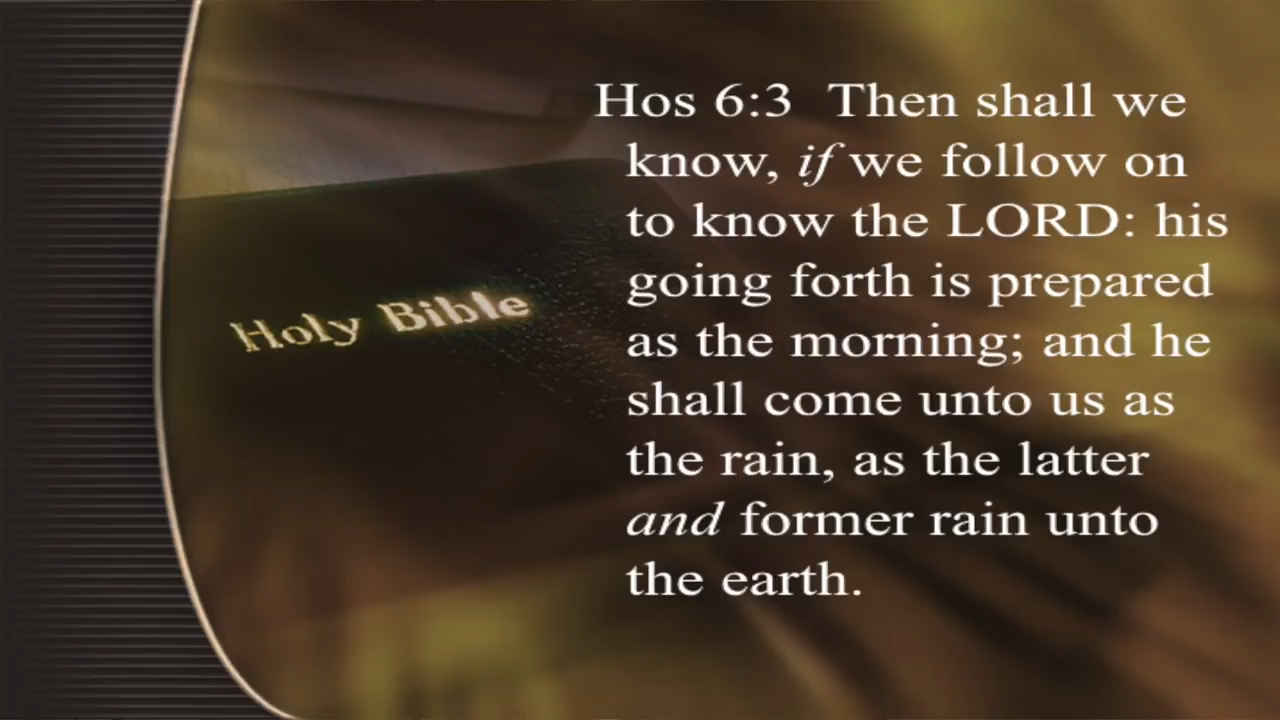 Holy Bible
Hos 6:3 Then shall we
know, if we follow on
to know the LORD: his
going forth is prepared
as the morning; and he
shall come unto us as
the rain, as the latter
and former rain unto
the earth.